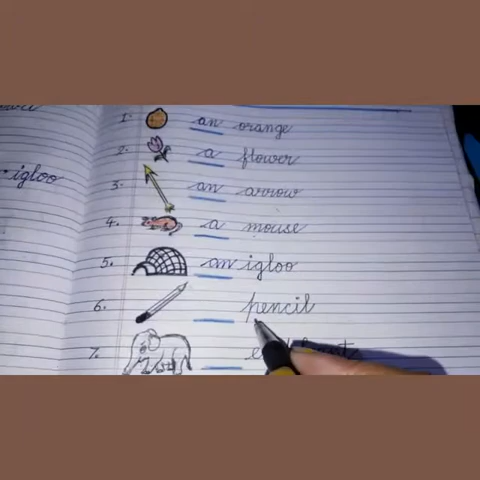 • igloo
1. an orange
2. a flower
3. an arrow
4. a mouse
5. an igloo
6. pencil
7.